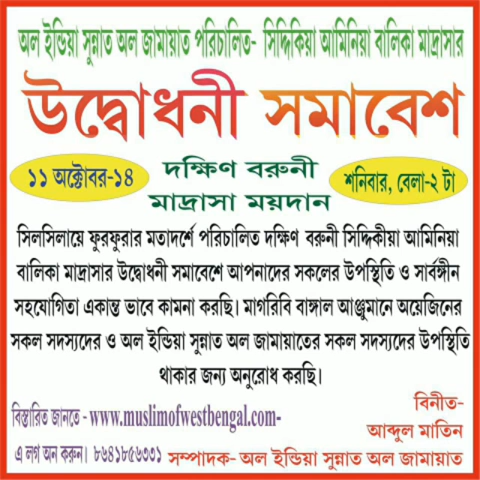 অল ইন্ডিয়া সুন্নাত অল জামায়াত পরিচালিত- সিদ্দিকিয়া আমিনিয়া বালিকা মাদ্রাসার
উদ্বোধনী সমাবেশ
১১ অক্টোবর-১৪
দক্ষিণ বরুনী
মাদ্রাসা ময়দান
শনিবার, বেলা-২ টা
সিলসিলায়ে ফুরফুরার মতাদর্শে পরিচালিত দক্ষিণ বরুনী সিদ্দিকীয়া আমিনিয়া
বালিকা মাদ্রাসার উদ্বোধনী সমাবেশে আপনাদের সকলের উপস্থিতি ও সার্বঙ্গীন
সহযোগিতা একান্ত ভাবে কামনা করছি। মাগরিবি বাঙ্গাল আঞ্জুমানে অয়েজিনের
সকল সদস্যদের ও অল ইন্ডিয়া সুন্নাত অল জামায়াতের সকল সদস্যদের উপস্থিতি
থাকার জন্য অনুরোধ করছি।
বিস্তারিত জানতে - www.muslimofwestbengal.com-
এ লগ অন করুন। ৮৬৪১৮৫৬৩৩১
বিনীত-
আব্দুল মাতিন
সম্পাদক- অল ইন্ডিয়া সুন্নাত অল জামায়াত